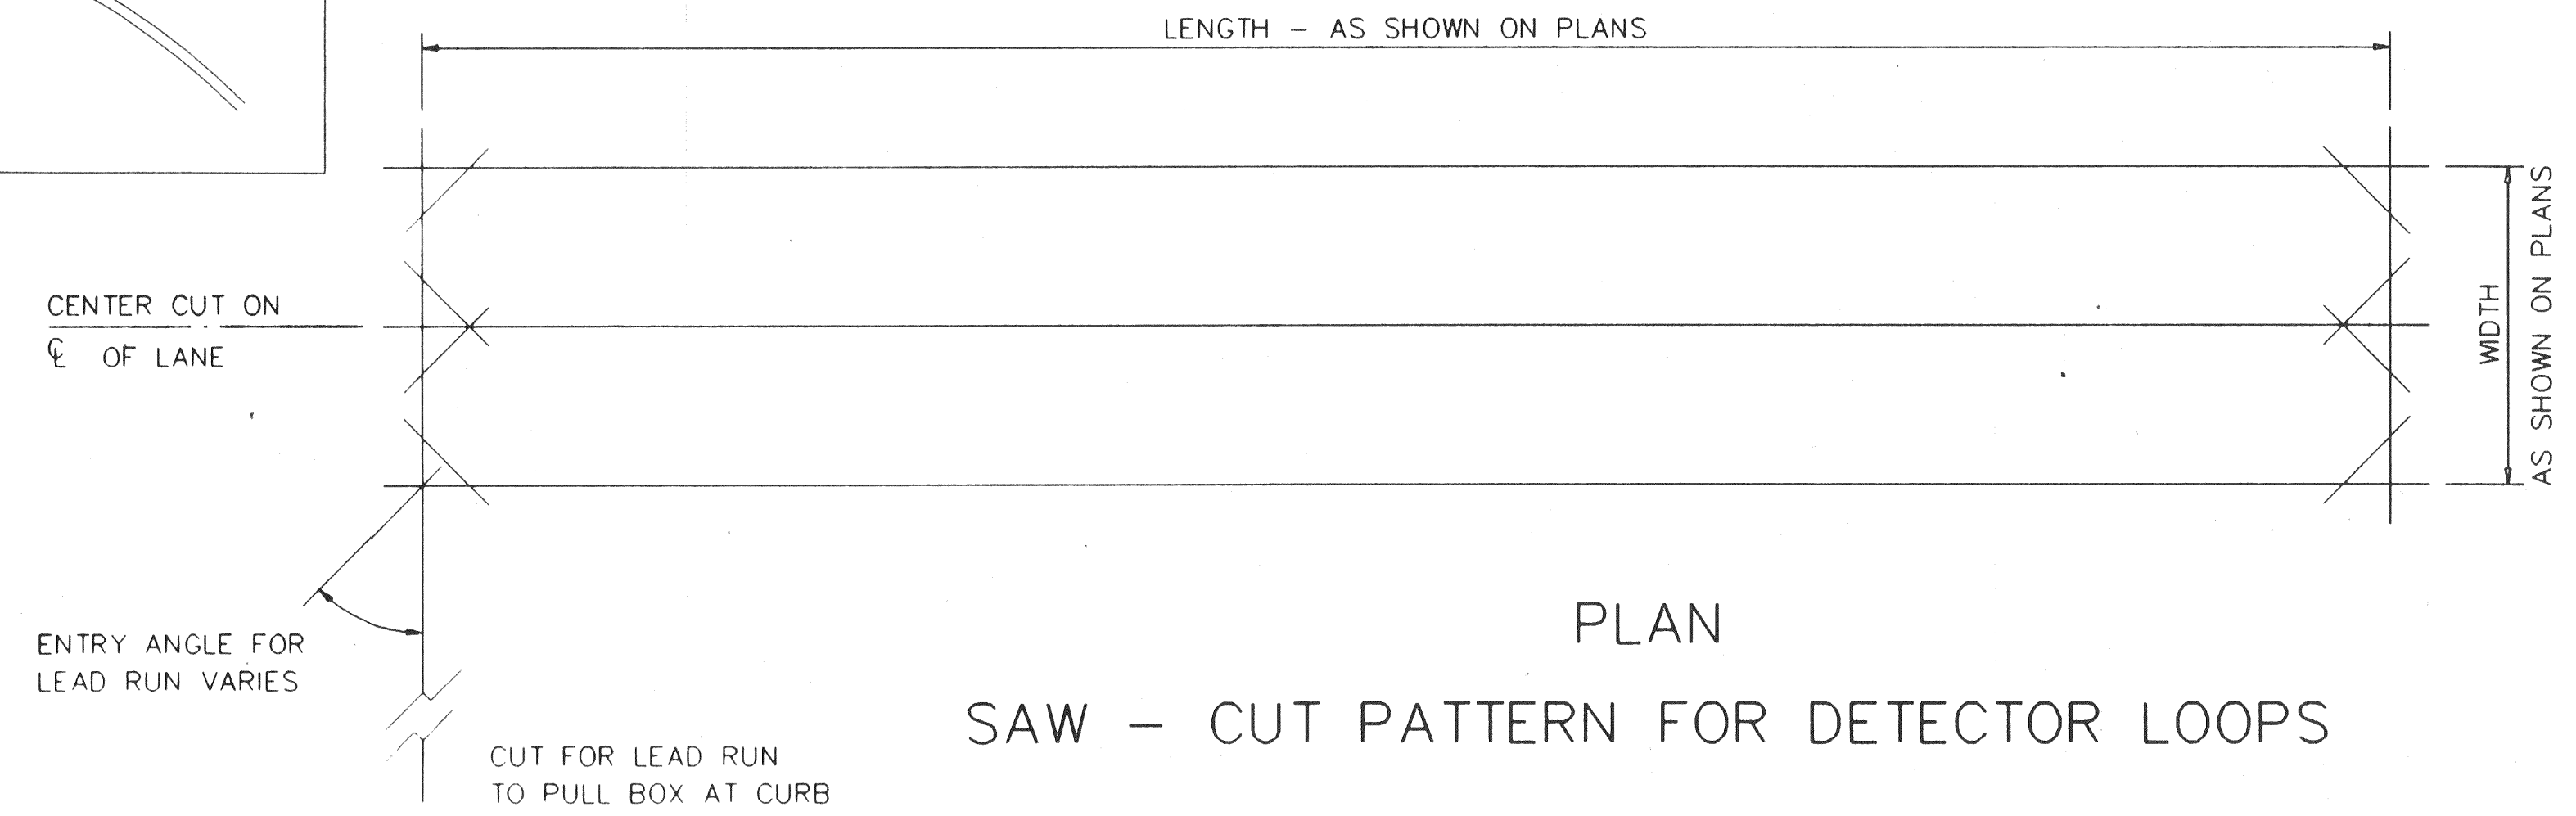 LENGTH – AS SHOWN ON PLANS
CENTER CUT ON
℄ OF LANE
WIDTH
AS SHOWN ON PLANS
ENTRY ANGLE FOR
LEAD RUN VARIES
CUT FOR LEAD RUN
TO PULL BOX AT CURB
PLAN
SAW – CUT PATTERN FOR DETECTOR LOOPS